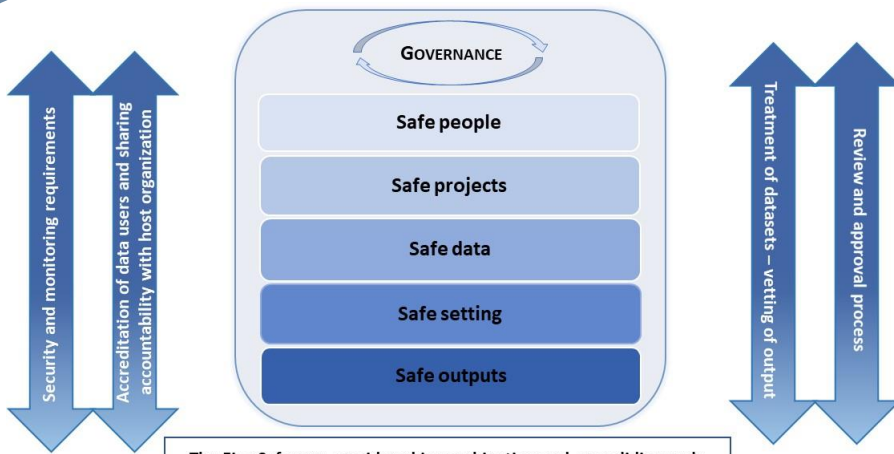 GOVERNANCE
Safe people
Safe projects
Safe data
Safe setting
Safe outputs
Security and monitoring requirements
Accreditation of data users and sharing
accountability with host organization
Treatment of datasets – vetting of output
Review and approval process